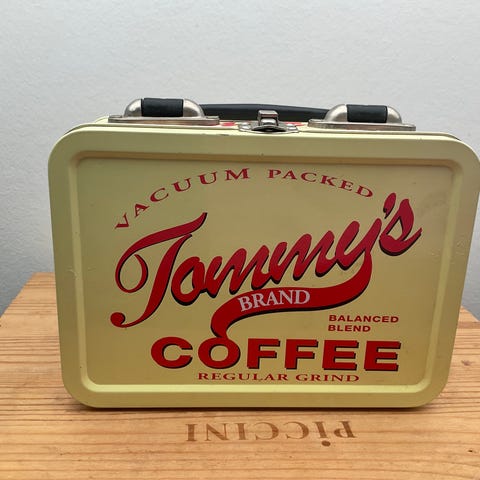 VACUUM PACKED
Tommy's
BRAND
BALANCED
BLEND
COFFEE
REGULAR GRIND
PiCCiNI